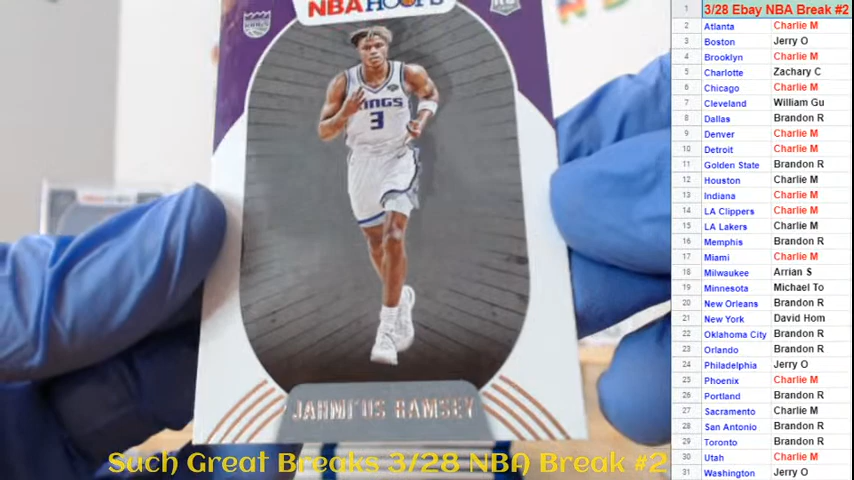 NBA HOOPS
KINGS
3
JAHMI'US RAMSEY
Such Great Breaks 3/28 NBA Break #2
1 3/28 Ebay NBA Break #2
2 Atlanta Charlie M
3 Boston Jerry O
4 Brooklyn Charlie M
5 Charlotte Zachary C
6 Chicago Charlie M
7 Cleveland William Gu
8 Dallas Brandon R
9 Denver Charlie M
10 Detroit Charlie M
11 Golden State Brandon R
12 Houston Charlie M
13 Indiana Charlie M
14 LA Clippers Charlie M
15 LA Lakers Charlie M
16 Memphis Brandon R
17 Miami Charlie M
18 Milwaukee Arrian S
19 Minnesota Michael To
20 New Orleans Brandon R
21 New York David Hom
22 Oklahoma City Brandon R
23 Orlando Brandon R
24 Philadelphia Jerry O
25 Phoenix Charlie M
26 Portland Brandon R
27 Sacramento Charlie M
28 San Antonio Brandon R
29 Toronto Brandon R
30 Utah Charlie M
31 Washington Jerry O